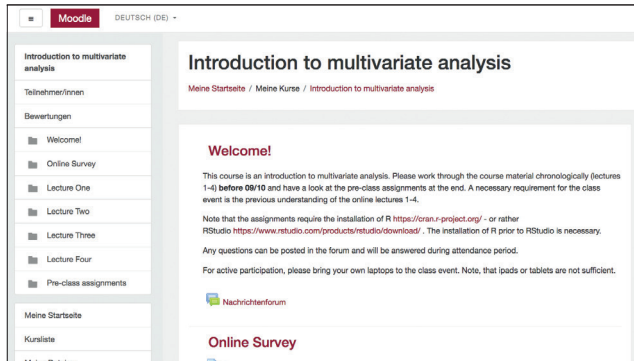 Moodle
DEUTSCH (DE)
Introduction to multivariate
analysis
Teilnehmer/innen
Bewertungen
Welcome!
Online Survey
Lecture One
Lecture Two
Lecture Three
Lecture Four
Pre-class assignments
Meine Startseite
Kursliste
Introduction to multivariate analysis
Meine Startseite / Meine Kurse / Introduction to multivariate analysis
Welcome!
This course is an introduction to multivariate analysis. Please work through the course material chronologically (lectures
1-4) before 09/10 and have a look at the pre-class assignments at the end. A necessary requirement for the class
event is the previous understanding of the online lectures 1-4.
Note that the assignments require the installation of R https://cran.r-project.org/ - or rather
RStudio https://www.rstudio.com/products/rstudio/download/ . The installation of R prior to RStudio is necessary.
Any questions can be posted in the forum and will be answered during attendance period.
For active participation, please bring your own laptops to the class event. Note, that ipads or tablets are not sufficient.
Nachrichtenforum
Online Survey